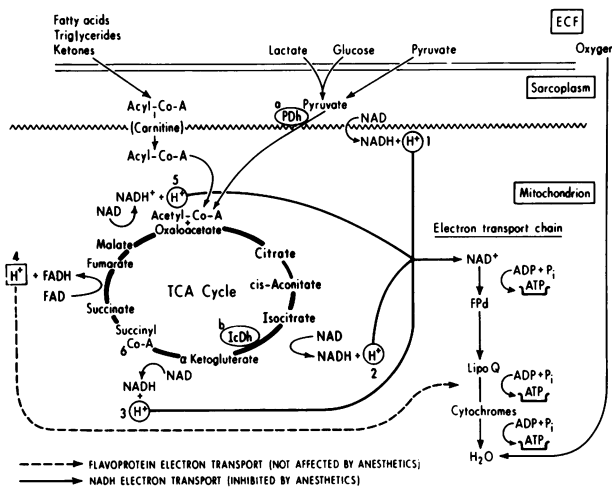 Fatty acids
Triglycerides
Ketones
Lactate
Glucose
Pyruvate
ECF
Oxyger
Sarcoplasm
Acyl-Co-A
(Carnitine)
Acyl-Co-A
a
PDh
Pyruvate
NAD
NADH + H+ 1
Mitochondrion
5
NADH+ + H+
NAD
Acetyl-Co-A
+
Oxaloacetate
Malate
Fumarate
Citrate
cis-Aconitate
Isocitrate
TCA Cycle
4
H+ + FADH
FAD
Succinate
Succinyl
Co-A
6
b
IcDh
α Ketogluterate
NAD
NADH + H+
2
NAD
NADH
+
3 H+
Electron transport chain
NAD+
ADP + Pi
ATP
FPd
Lipo Q
ADP + Pi
ATP
Cytochromes
ADP + Pi
ATP
H2O
FLAVOPROTEIN ELECTRON TRANSPORT (NOT AFFECTED BY ANESTHETICS;
NADH ELECTRON TRANSPORT (INHIBITED BY ANESTHETICS)